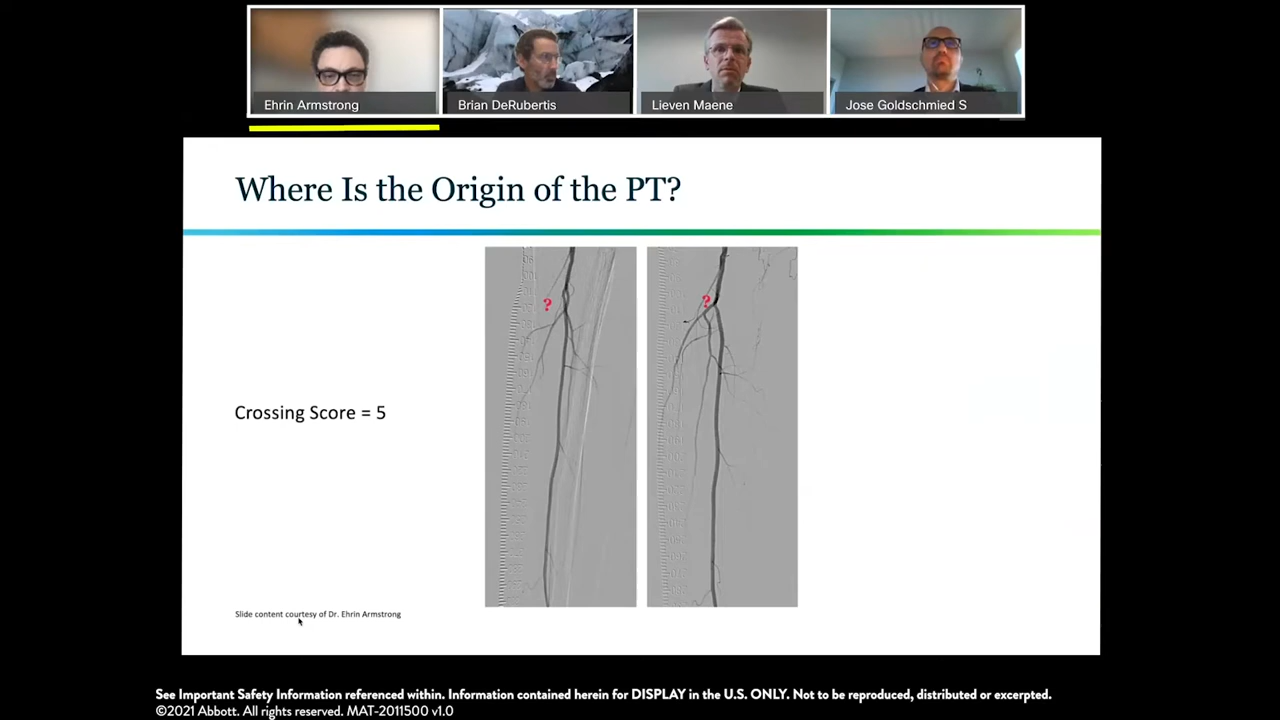 Ehrin Armstrong
Brian DeRubertis
Lieven Maene
Jose Goldschmied S
Where Is the Origin of the PT?
?
?
Crossing Score = 5
Slide content courtesy of Dr. Ehrin Armstrong
See Important Safety Information referenced within. Information contained herein for DISPLAY in the U.S. ONLY. Not to be reproduced, distributed or excerpted.
©2021 Abbott. All rights reserved. MAT-2011500 v1.0